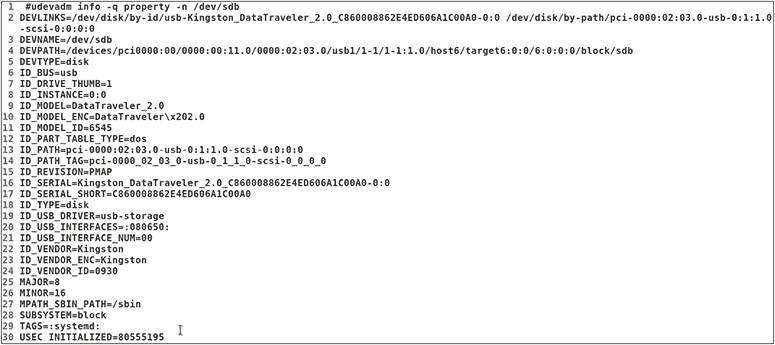 1 #udevadm info -q property -n /dev/sdb
2 DEVLINKS=/dev/disk/by-id/usb-Kingston_DataTraveler_2.0_C860008862E4ED606A1C00A0-0:0 /dev/disk/by-path/pci-0000:02:03.0-usb-0:1:1.0
-scsi-0:0:0:0
3 DEVNAME=/dev/sdb
4 DEVPATH=/devices/pci0000:00/0000:00:11.0/0000:02:03.0/usb1/1-1/1-1:1.0/host6/target6:0:0/6:0:0:0/block/sdb
5 DEVTYPE=disk
6 ID_BUS=usb
7 ID_DRIVE_THUMB=1
8 ID_INSTANCE=0:0
9 ID_MODEL=DataTraveler_2.0
10 ID_MODEL_ENC=DataTraveler\x202.0
11 ID_MODEL_ID=6545
12 ID_PART_TABLE_TYPE=dos
13 ID_PATH=pci-0000:02:03.0-usb-0:1:1.0-scsi-0:0:0:0
14 ID_PATH_TAG=pci-0000_02_03_0-usb-0_1_1_0-scsi-0_0_0_0
15 ID_REVISION=PMAP
16 ID_SERIAL=Kingston_DataTraveler_2.0_C860008862E4ED606A1C00A0-0:0
17 ID_SERIAL_SHORT=C860008862E4ED606A1C00A0
18 ID_TYPE=disk
19 ID_USB_DRIVER=usb-storage
20 ID_USB_INTERFACES=:080650:
21 ID_USB_INTERFACE_NUM=00
22 ID_VENDOR=Kingston
23 ID_VENDOR_ENC=Kingston
24 ID_VENDOR_ID=0930
25 MAJOR=8
26 MINOR=16
27 MPATH_SBIN_PATH=/sbin
28 SUBSYSTEM=block
29 TAGS=:systemd:
30 USEC_INITIALIZED=80555195